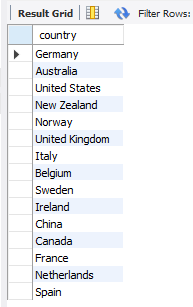 Result Grid Filter Rows:
country
Germany
Australia
United States
New Zealand
Norway
United Kingdom
Italy
Belgium
Sweden
Ireland
China
Canada
France
Netherlands
Spain